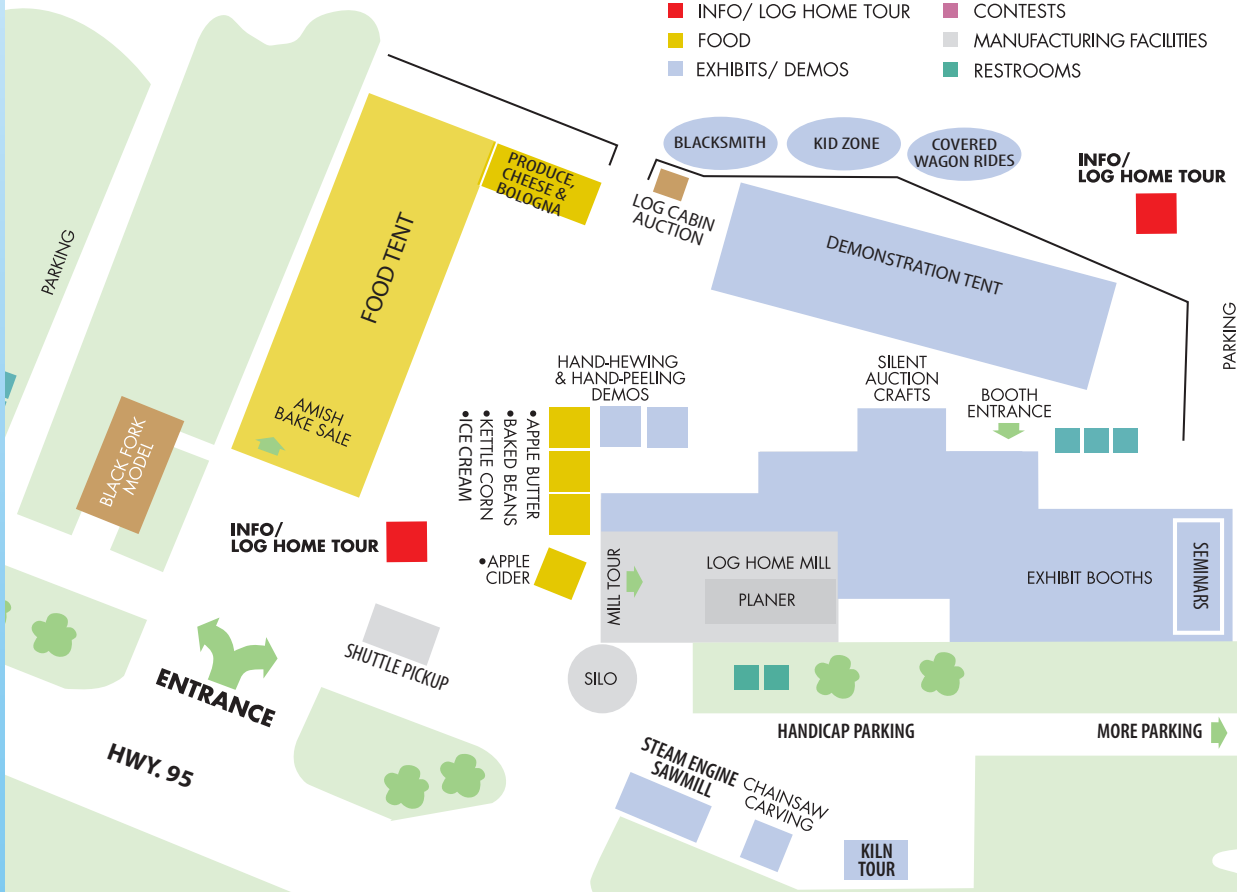 INFO/ LOG HOME TOUR
FOOD
EXHIBITS/ DEMOS
CONTESTS
MANUFACTURING FACILITIES
RESTROOMS
BLACKSMITH
KID ZONE
COVERED
WAGON RIDES
INFO/
LOG HOME TOUR
PRODUCE,
CHEESE &
BOLOGNA
LOG CABIN
AUCTION
DEMONSTRATION TENT
PARKING
FOOD TENT
PARKING
HAND-HEWING
& HAND-PEELING
DEMOS
SILENT
AUCTION
CRAFTS
BOOTH
ENTRANCE
AMISH
BAKE SALE
•APPLE BUTTER
•BAKED BEANS
•KETTLE CORN
•ICE CREAM
BLACK FORK
MODEL
INFO/
LOG HOME TOUR
•APPLE
CIDER
MILL TOUR
LOG HOME MILL
PLANER
EXHIBIT BOOTHS
SEMINARS
SHUTTLE PICKUP
SILO
ENTRANCE
HANDICAP PARKING
MORE PARKING
HWY. 95
STEAM ENGINE
SAWMILL
CHAINSAW
CARVING
KILN
TOUR